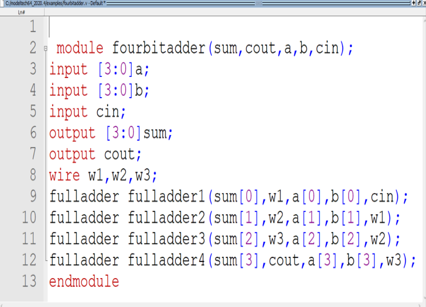 C:/modeltech64_2020.4/examples/fourbitadder.v - Default *
Ln#
1
2 module fourbitadder(sum,cout,a,b,cin);
3 input [3:0]a;
4 input [3:0]b;
5 input cin;
6 output [3:0]sum;
7 output cout;
8 wire w1,w2,w3;
9 fulladder fulladder1(sum[0],w1,a[0],b[0],cin);
10 fulladder fulladder2(sum[1],w2,a[1],b[1],w1);
11 fulladder fulladder3(sum[2],w3,a[2],b[2],w2);
12 fulladder fulladder4(sum[3],cout,a[3],b[3],w3);
13 endmodule